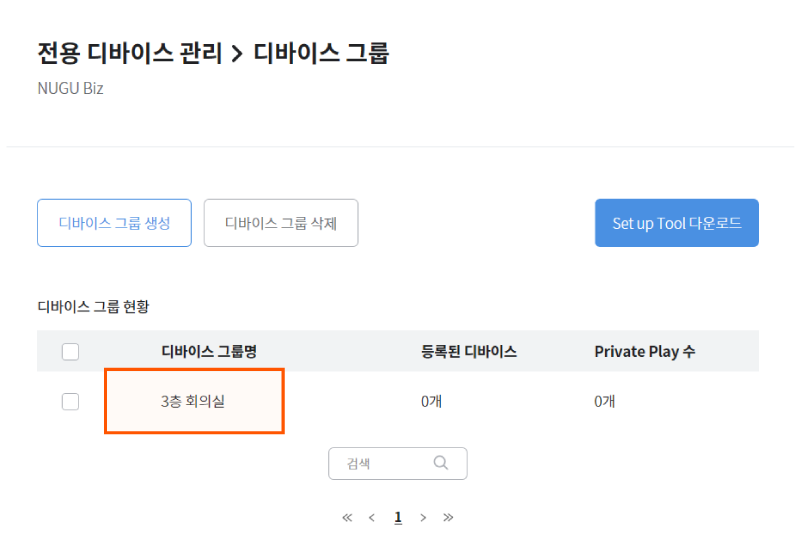 전용 디바이스 관리 > 디바이스 그룹
NUGU Biz
디바이스 그룹 생성 디바이스 그룹 삭제 Set up Tool 다운로드
디바이스 그룹 현황
디바이스 그룹명 등록된 디바이스 Private Play 수
3층 회의실 0개 0개
검색
« < 1 > »